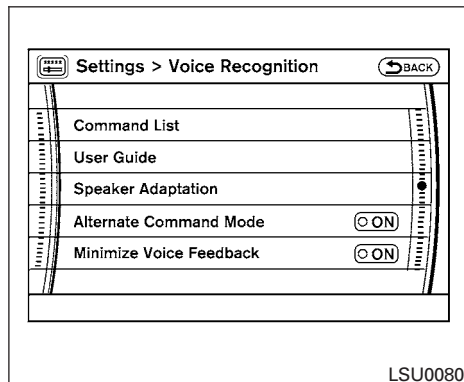 Settings > Voice Recognition
BACK
Command List
User Guide
Speaker Adaptation
Alternate Command Mode ON
Minimize Voice Feedback ON
LSU0080